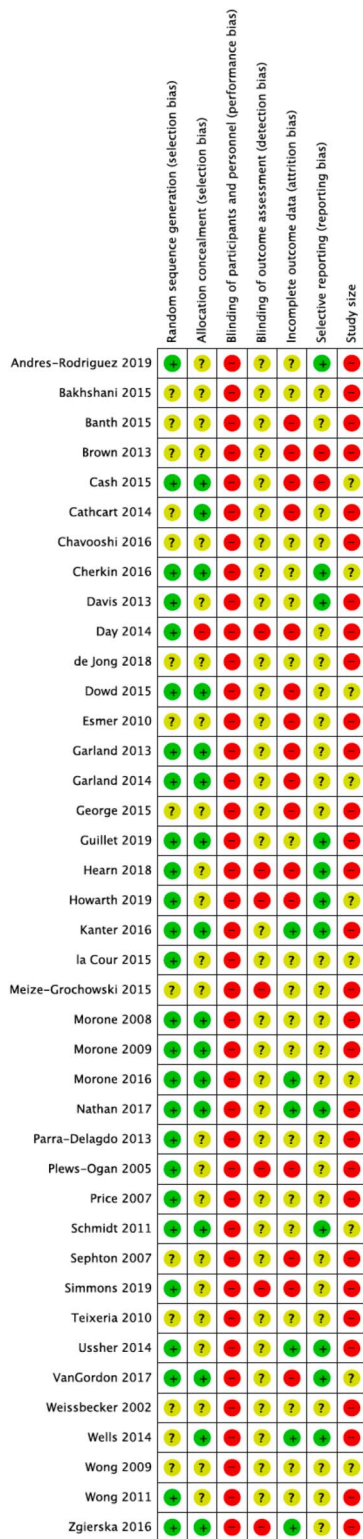 Random sequence generation (selection bias)
Allocation concealment (selection bias)
Blinding of participants and personnel (performance bias)
Blinding of outcome assessment (detection bias)
Incomplete outcome data (attrition bias)
Selective reporting (reporting bias)
Study size
Andres-Rodriguez 2019 + ? − ? ? + −
Bakhshani 2015 ? ? − ? ? ? −
Banth 2015 ? ? − ? − ? −
Brown 2013 ? ? − ? − − −
Cash 2015 + + − ? − − ?
Cathcart 2014 ? + − ? − ? −
Chavooshi 2016 ? ? − ? ? ? ?
Cherkin 2016 + + − ? ? + ?
Davis 2013 + ? − ? ? + −
Day 2014 + − − − − ? −
de Jong 2018 ? ? − ? ? ? −
Dowd 2015 + + − ? − ? ?
Esmer 2010 ? ? − ? − ? −
Garland 2013 + + − ? − ? −
Garland 2014 + + − ? − ? ?
George 2015 ? ? − ? − ? −
Guillet 2019 + + − ? ? + −
Hearn 2018 + ? − − − + −
Howarth 2019 + ? − − − + ?
Kanter 2016 + + − ? + + −
la Cour 2015 + ? − ? ? ? ?
Meize-Grochowski 2015 ? ? − − ? ? −
Morone 2008 + + − ? ? ? −
Morone 2009 + + − ? ? ? −
Morone 2016 + + − ? + ? ?
Nathan 2017 + + − ? + + −
Parra-Delagdo 2013 + ? − ? ? ? −
Plews-Ogan 2005 + ? − − − ? −
Price 2007 + ? − ? ? ? −
Schmidt 2011 + + − ? ? + ?
Sephton 2007 ? ? − ? − ? −
Simmons 2019 + ? − − − ? −
Teixeria 2010 ? ? − ? ? ? −
Ussher 2014 + ? − ? + + −
VanGordon 2017 + + − ? − + ?
Weissbecker 2002 ? ? − ? ? ? −
Wells 2014 ? + − ? + + −
Wong 2009 ? ? − ? ? ? ?
Wong 2011 + ? − ? ? ? −
Zgierska 2016 + + − − + ? −